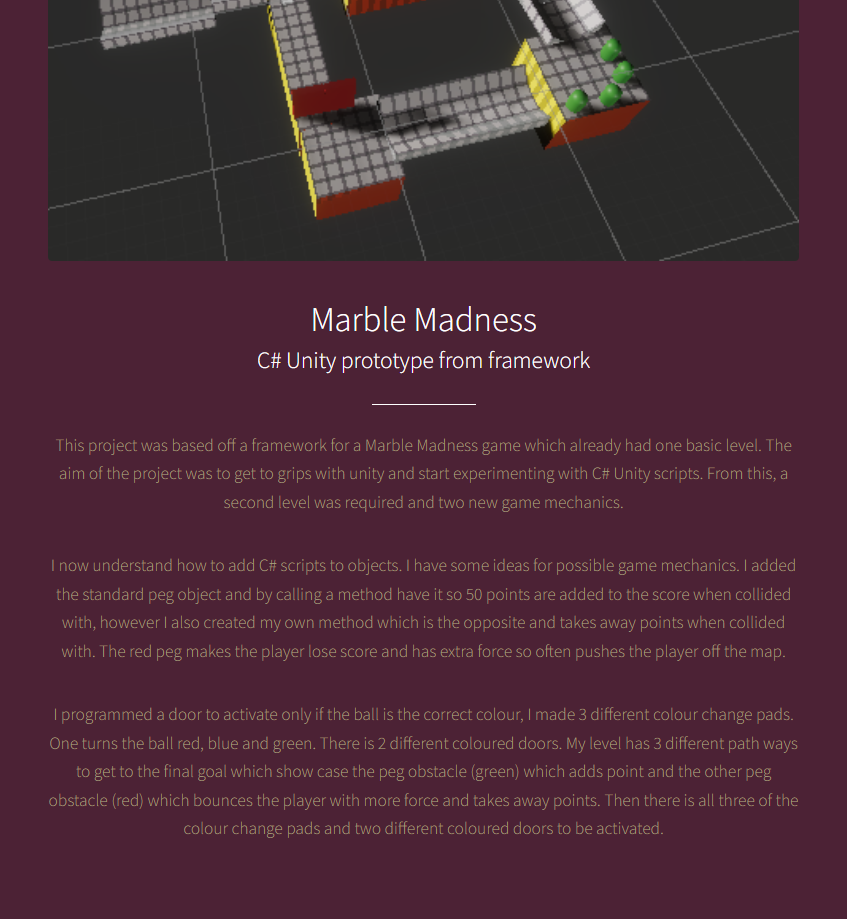 Marble Madness
C# Unity prototype from framework
This project was based off a framework for a Marble Madness game which already had one basic level. The
aim of the project was to get to grips with unity and start experimenting with C# Unity scripts. From this, a
second level was required and two new game mechanics.
I now understand how to add C# scripts to objects. I have some ideas for possible game mechanics. I added
the standard peg object and by calling a method have it so 50 points are added to the score when collided
with, however I also created my own method which is the opposite and takes away points when collided
with. The red peg makes the player lose score and has extra force so often pushes the player off the map.
I programmed a door to activate only if the ball is the correct colour, I made 3 different colour change pads.
One turns the ball red, blue and green. There is 2 different coloured doors. My level has 3 different path ways
to get to the final goal which show case the peg obstacle (green) which adds point and the other peg
obstacle (red) which bounces the player with more force and takes away points. Then there is all three of the
colour change pads and two different coloured doors to be activated.